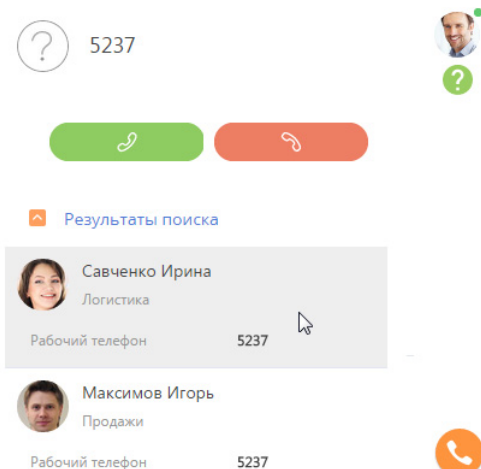 5237
Результаты поиска
Савченко Ирина
Логистика
Рабочий телефон 5237
Максимов Игорь
Продажи
Рабочий телефон 5237